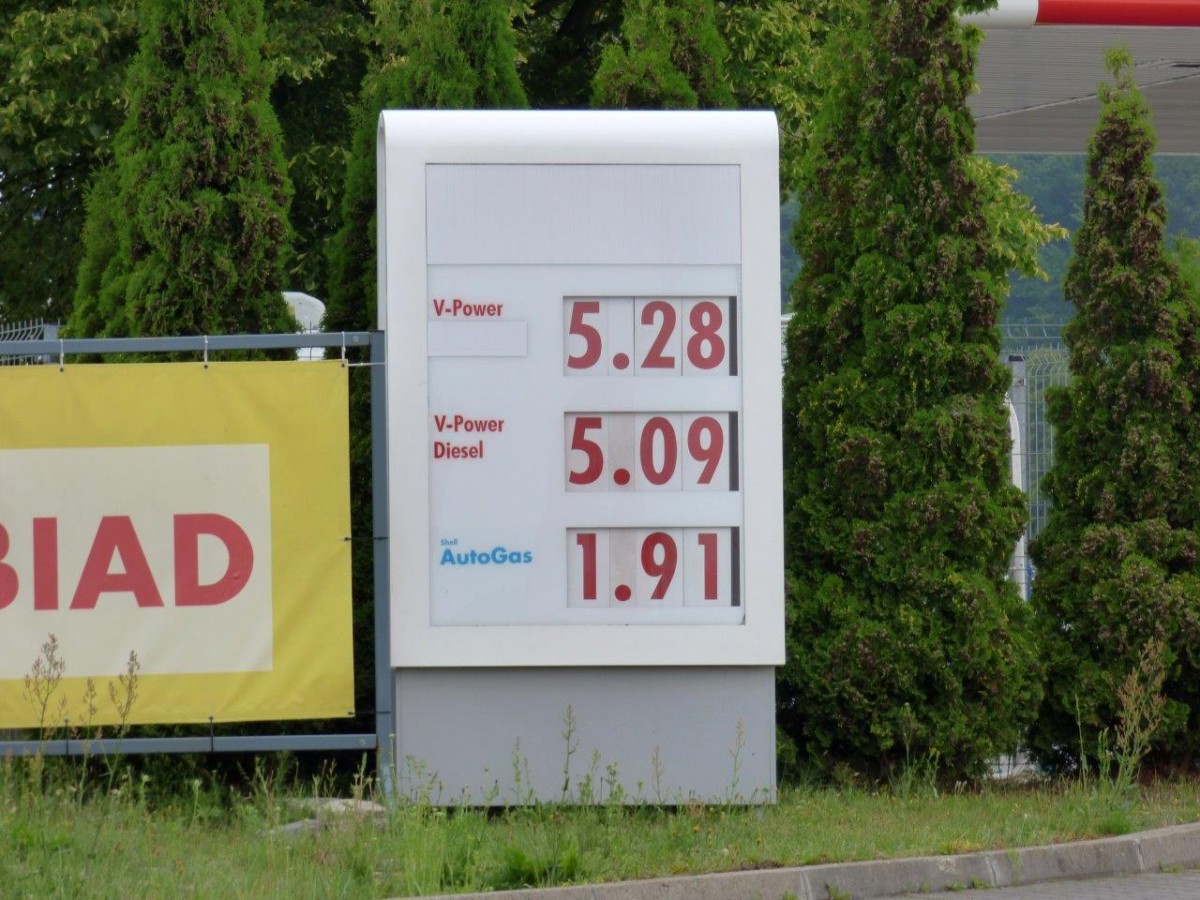 V-Power 5.28
V-Power
Diesel 5.09
Shell
AutoGas 1.91
BIAD